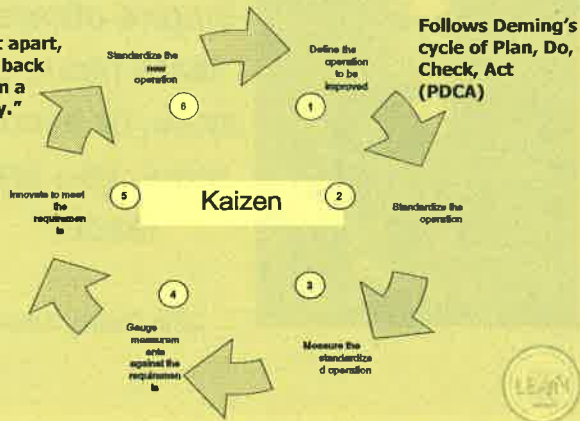 apart,
back
n a
y."
Follows Deming's
cycle of Plan, Do,
Check, Act
(PDCA)
Standardize the
new
operation
6
Define the
operation
to be
improved
1
Innovate to meet
the
requiremen
ts
5
Kaizen
2
Standardize the
operation
4
3
Gauge
measurem
ents
against the
requiremen
ts
Measure the
standardize
d operation
LEAN